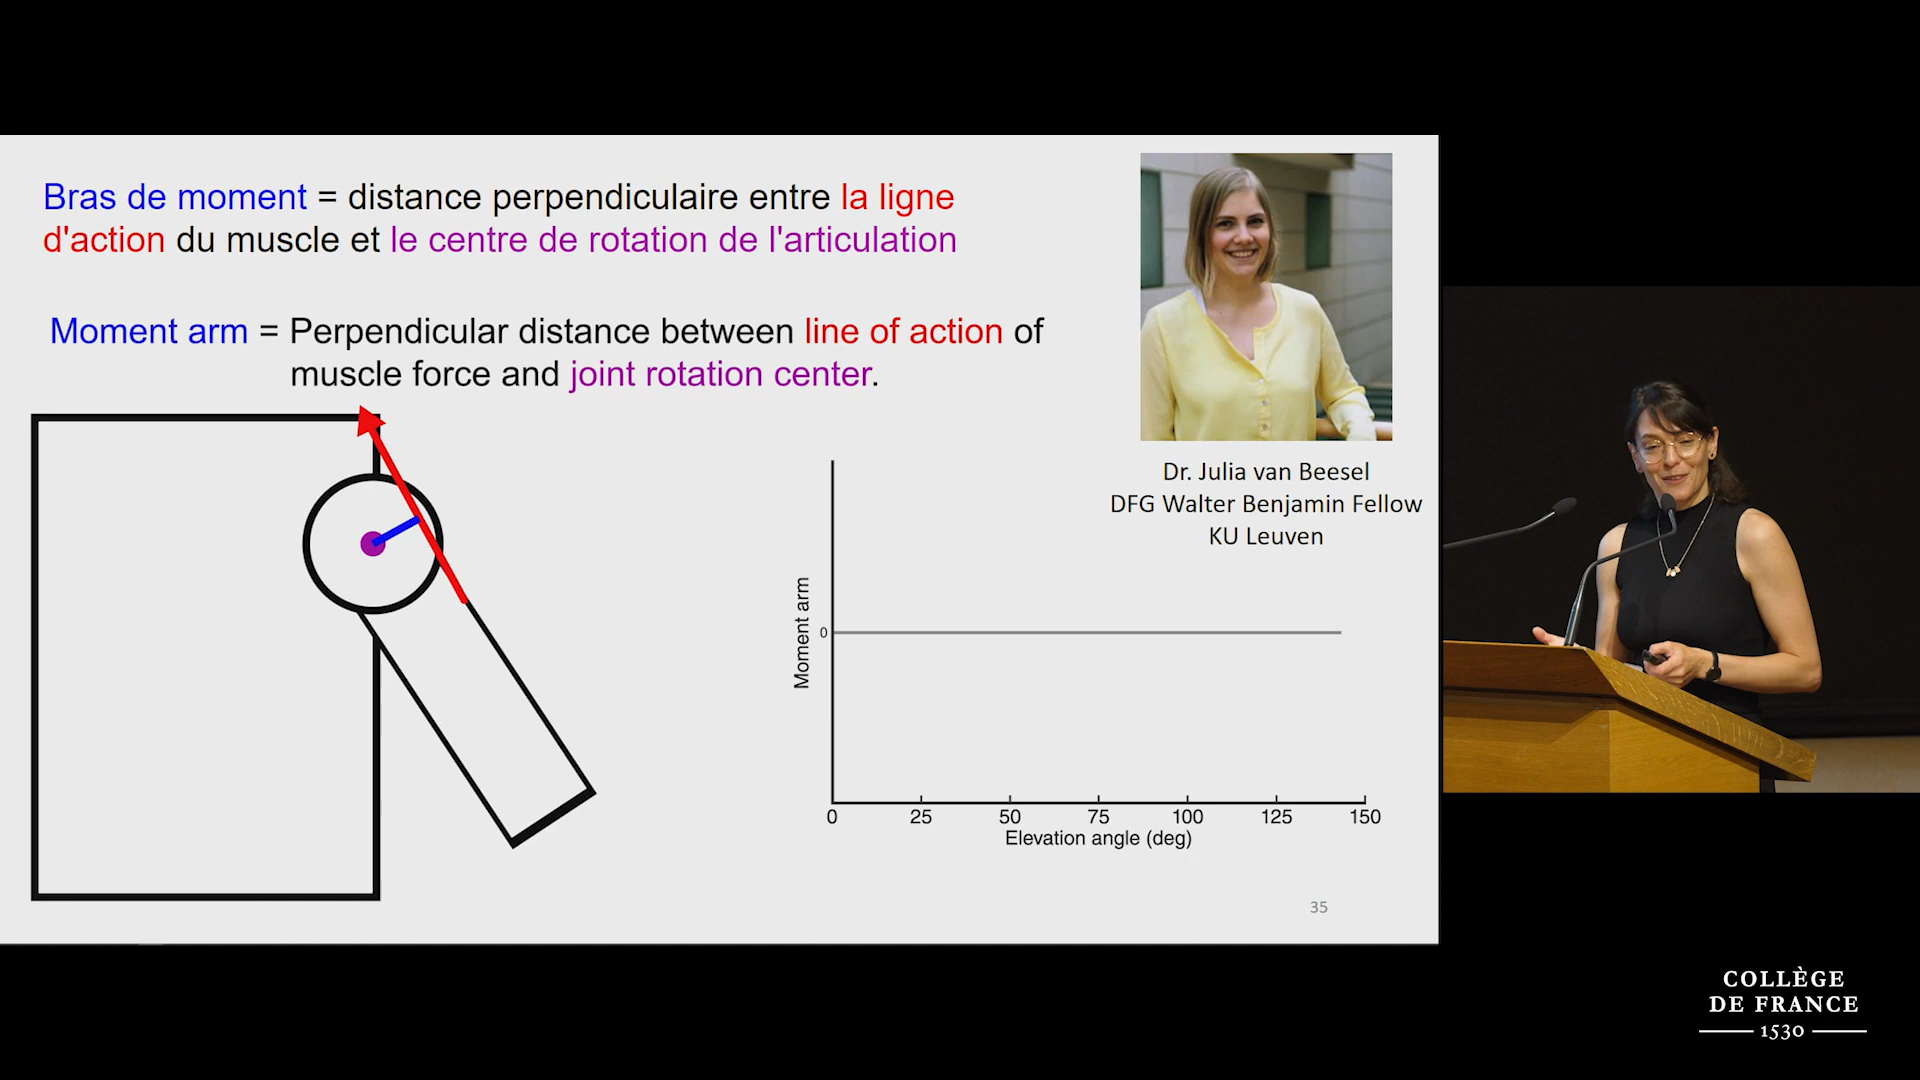 Bras de moment = distance perpendiculaire entre la ligne
d'action du muscle et le centre de rotation de l'articulation
Moment arm = Perpendicular distance between line of action of
muscle force and joint rotation center.
Dr. Julia van Beesel
DFG Walter Benjamin Fellow
KU Leuven
Moment arm
0
0 25 50 75 100 125 150
Elevation angle (deg)
35
COLLÈGE
DE FRANCE
1530